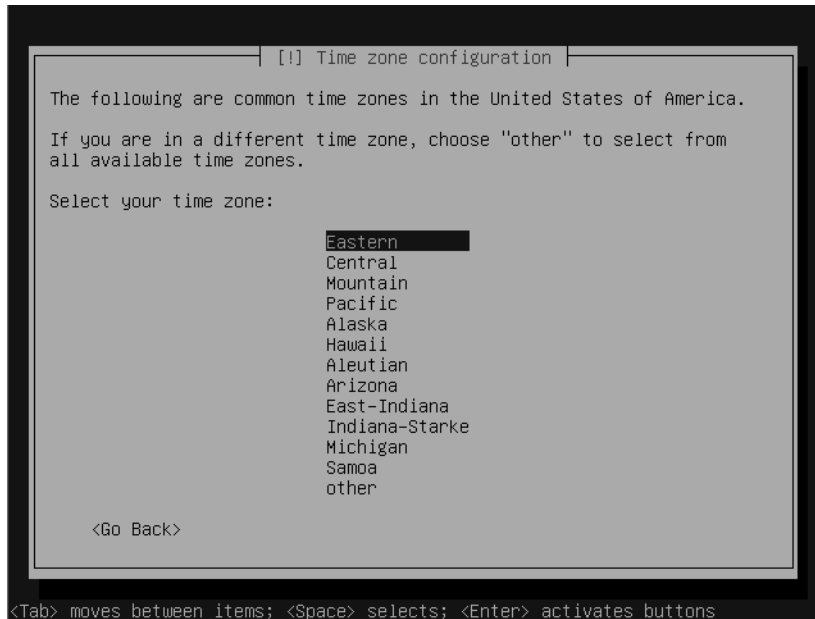 [!] Time zone configuration
The following are common time zones in the United States of America.
If you are in a different time zone, choose "other" to select from
all available time zones.
Select your time zone:
Eastern
Central
Mountain
Pacific
Alaska
Hawaii
Aleutian
Arizona
East-Indiana
Indiana-Starke
Michigan
Samoa
other
<Go Back>
<Tab> moves between items; <Space> selects; <Enter> activates buttons